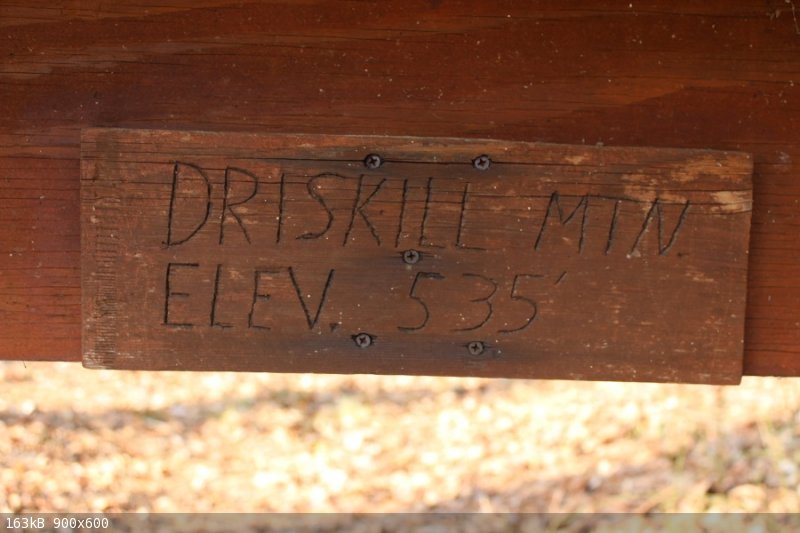 DRISKILL MTN
ELEV. 535'
163kB 900x600